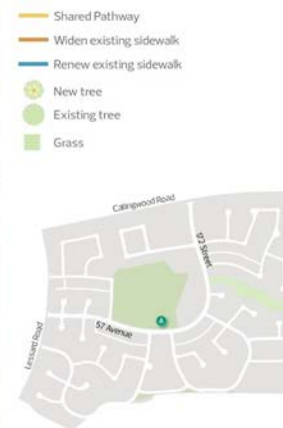 Shared Pathway
Widen existing sidewalk
Renew existing sidewalk
New tree
Existing tree
Grass
Callingwood Road
172 Street
57 Avenue
Lessard Road